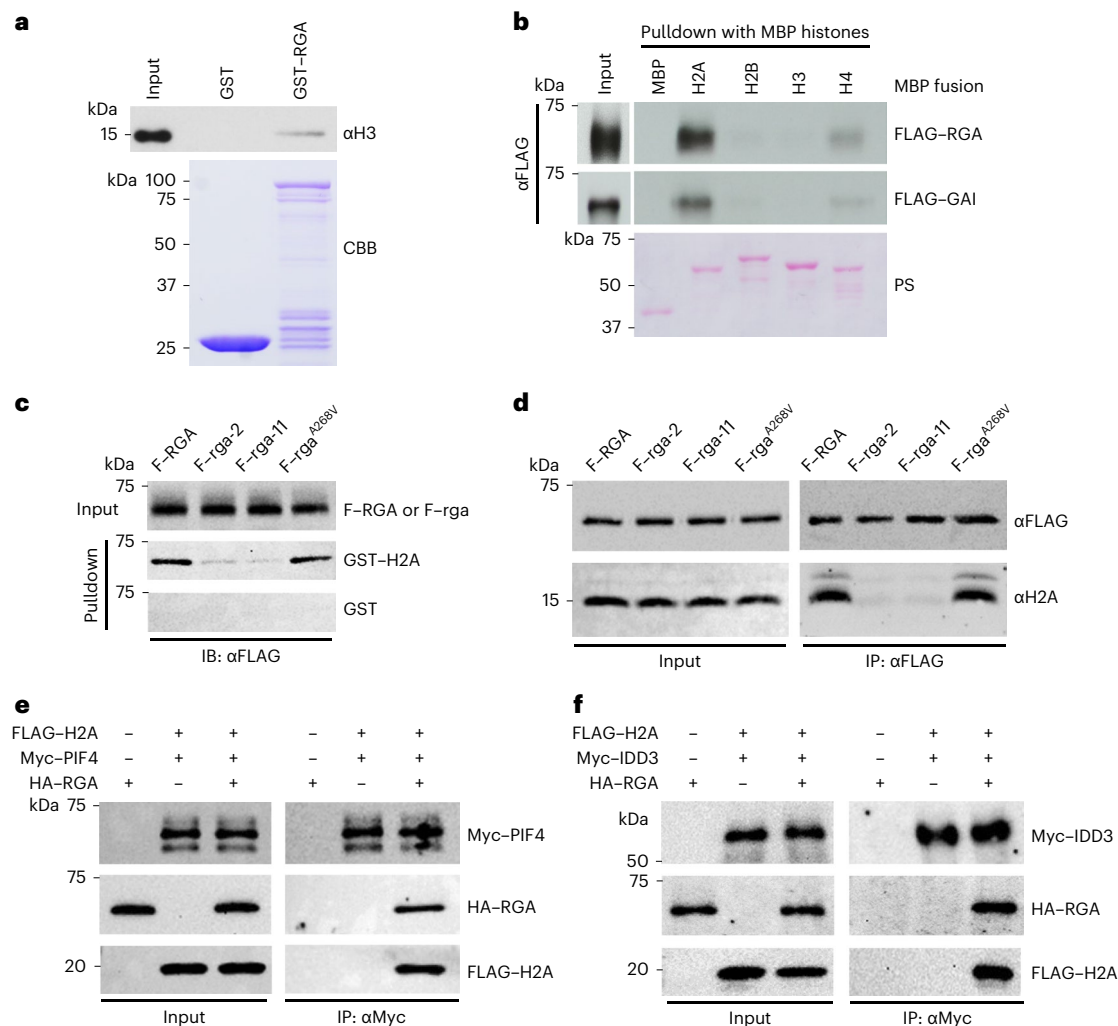 a
Input
GST
GST–RGA
kDa
15
αH3
kDa 100
75
50
37
25
CBB
b
Pulldown with MBP histones
kDa
Input
MBP
H2A
H2B
H3
H4
MBP fusion
αFLAG
75
FLAG–RGA
75
FLAG–GAI
kDa 75
50
37
PS
c
kDa
F–RGA
F–rga-2
F–rga-11
F–rga^A268V
75
Input
F–RGA or F–rga
Pulldown
75
GST–H2A
75
GST
IB: αFLAG
d
kDa
F–RGA
F–rga-2
F–rga-11
F–rga^A268V
F–RGA
F–rga-2
F–rga-11
F–rga^A268V
75
αFLAG
15
αH2A
Input
IP: αFLAG
e
FLAG–H2A – + + – + +
Myc–PIF4 – + + – + +
HA–RGA + – + + – +
kDa 75
Myc–PIF4
75
HA–RGA
20
FLAG–H2A
Input
IP: αMyc
f
FLAG–H2A – + + – + +
Myc–IDD3 – + + – + +
HA–RGA + – + + – +
kDa
Myc–IDD3
50
75
HA–RGA
20
FLAG–H2A
Input
IP: αMyc